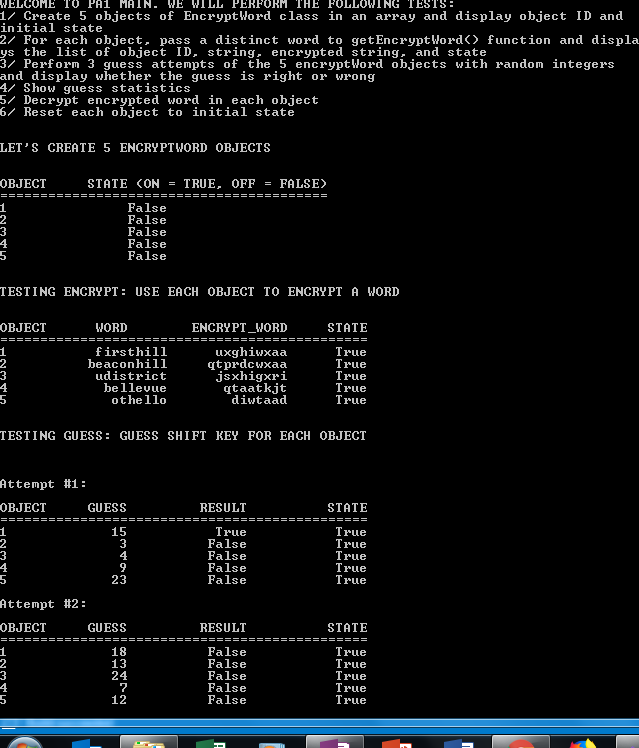 WELCOME TO PA1 MAIN. WE WILL PERFORM THE FOLLOWING TESTS:
1/ Create 5 objects of EncryptWord class in an array and display object ID and
initial state
2/ For each object, pass a distinct word to getEncryptWord() function and displa
ys the list of object ID, string, encrypted string, and state
3/ Perform 3 guess attempts of the 5 encryptWord objects with random integers
and display whether the guess is right or wrong
4/ Show guess statistics
5/ Decrypt encrypted word in each object
6/ Reset each object to initial state
LET'S CREATE 5 ENCRYPTWORD OBJECTS
OBJECT STATE (ON = TRUE, OFF = FALSE)
=========================================
1 False
2 False
3 False
4 False
5 False
TESTING ENCRYPT: USE EACH OBJECT TO ENCRYPT A WORD
OBJECT WORD ENCRYPT_WORD STATE
==============================================
1 firsthill uxghiwxaa True
2 beaconhill qtprdcwxaa True
3 udistrict jsxhigxri True
4 bellevue qtaatkjt True
5 othello diwtaad True
TESTING GUESS: GUESS SHIFT KEY FOR EACH OBJECT
Attempt #1:
OBJECT GUESS RESULT STATE
==============================================
1 15 True True
2 3 False True
3 4 False True
4 9 False True
5 23 False True
Attempt #2:
OBJECT GUESS RESULT STATE
==============================================
1 18 False True
2 13 False True
3 24 False True
4 7 False True
5 12 False True